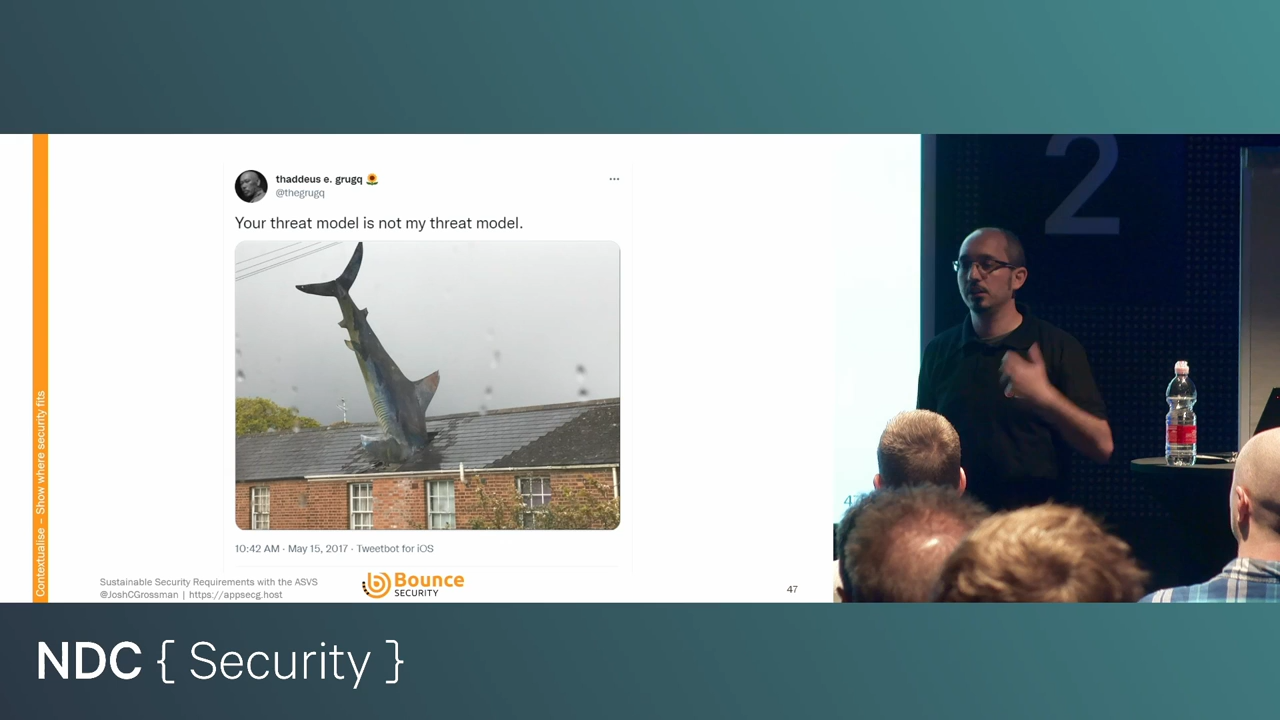 Contextualise – Show where security fits
thaddeus e. grugq 🌻
@thegrugq
Your threat model is not my threat model.
10:42 AM · May 15, 2017 · Tweetbot for iOS
Sustainable Security Requirements with the ASVS
@JoshCGrossman | https://appsecg.host
Bounce
SECURITY
47
2
47
NDC { Security }